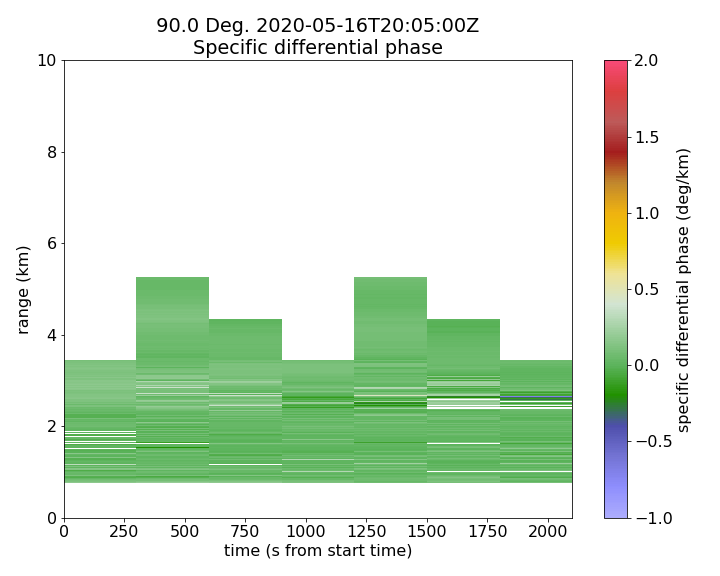 90.0 Deg. 2020-05-16T20:05:00Z
Specific differential phase
10
8
6
4
2
0
range (km)
0 250 500 750 1000 1250 1500 1750 2000
time (s from start time)
2.0
1.5
1.0
0.5
0.0
−0.5
−1.0
specific differential phase (deg/km)